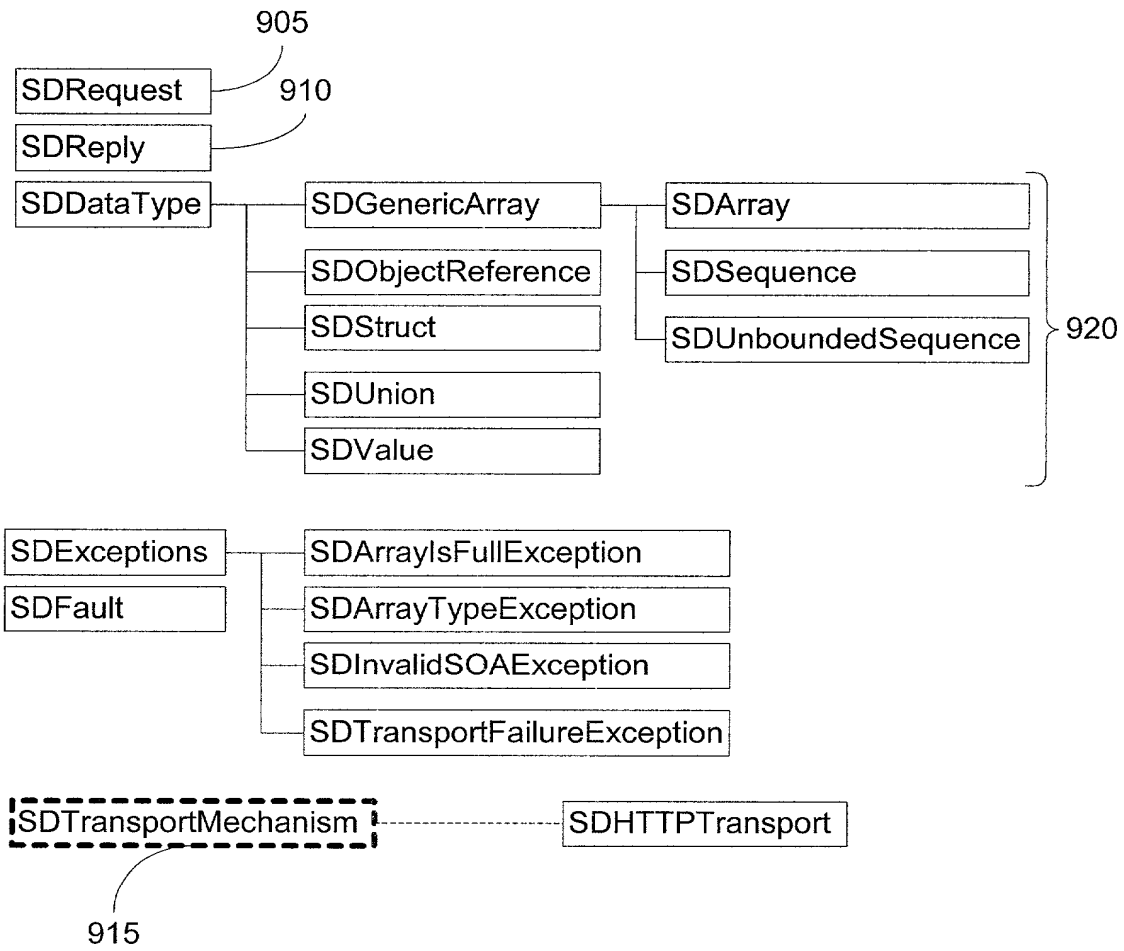 905
SDRequest
910
SDReply
SDDataType
SDGenericArray
SDArray
SDObjectReference
SDSequence
SDStruct
SDUnboundedSequence
920
SDUnion
SDValue
SDExceptions
SDArrayIsFullException
SDFault
SDArrayTypeException
SDInvalidSOAException
SDTransportFailureException
SDTransportMechanism
SDHTTPTransport
915